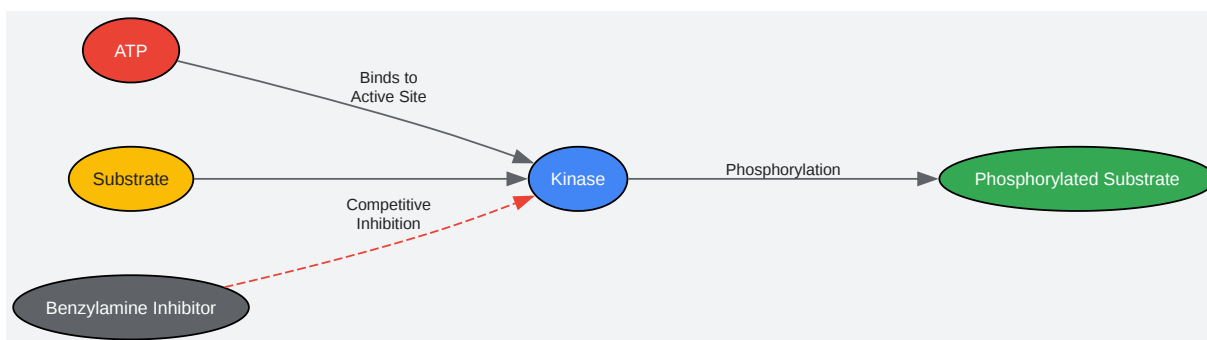 ATP
Binds to
Active Site
Substrate
Kinase
Phosphorylation
Phosphorylated Substrate
Competitive
Inhibition
Benzylamine Inhibitor